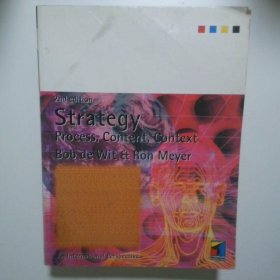 2nd edition
Strategy
Process, Content, Context
Bob de Wit & Ron Meyer
An International Perspective